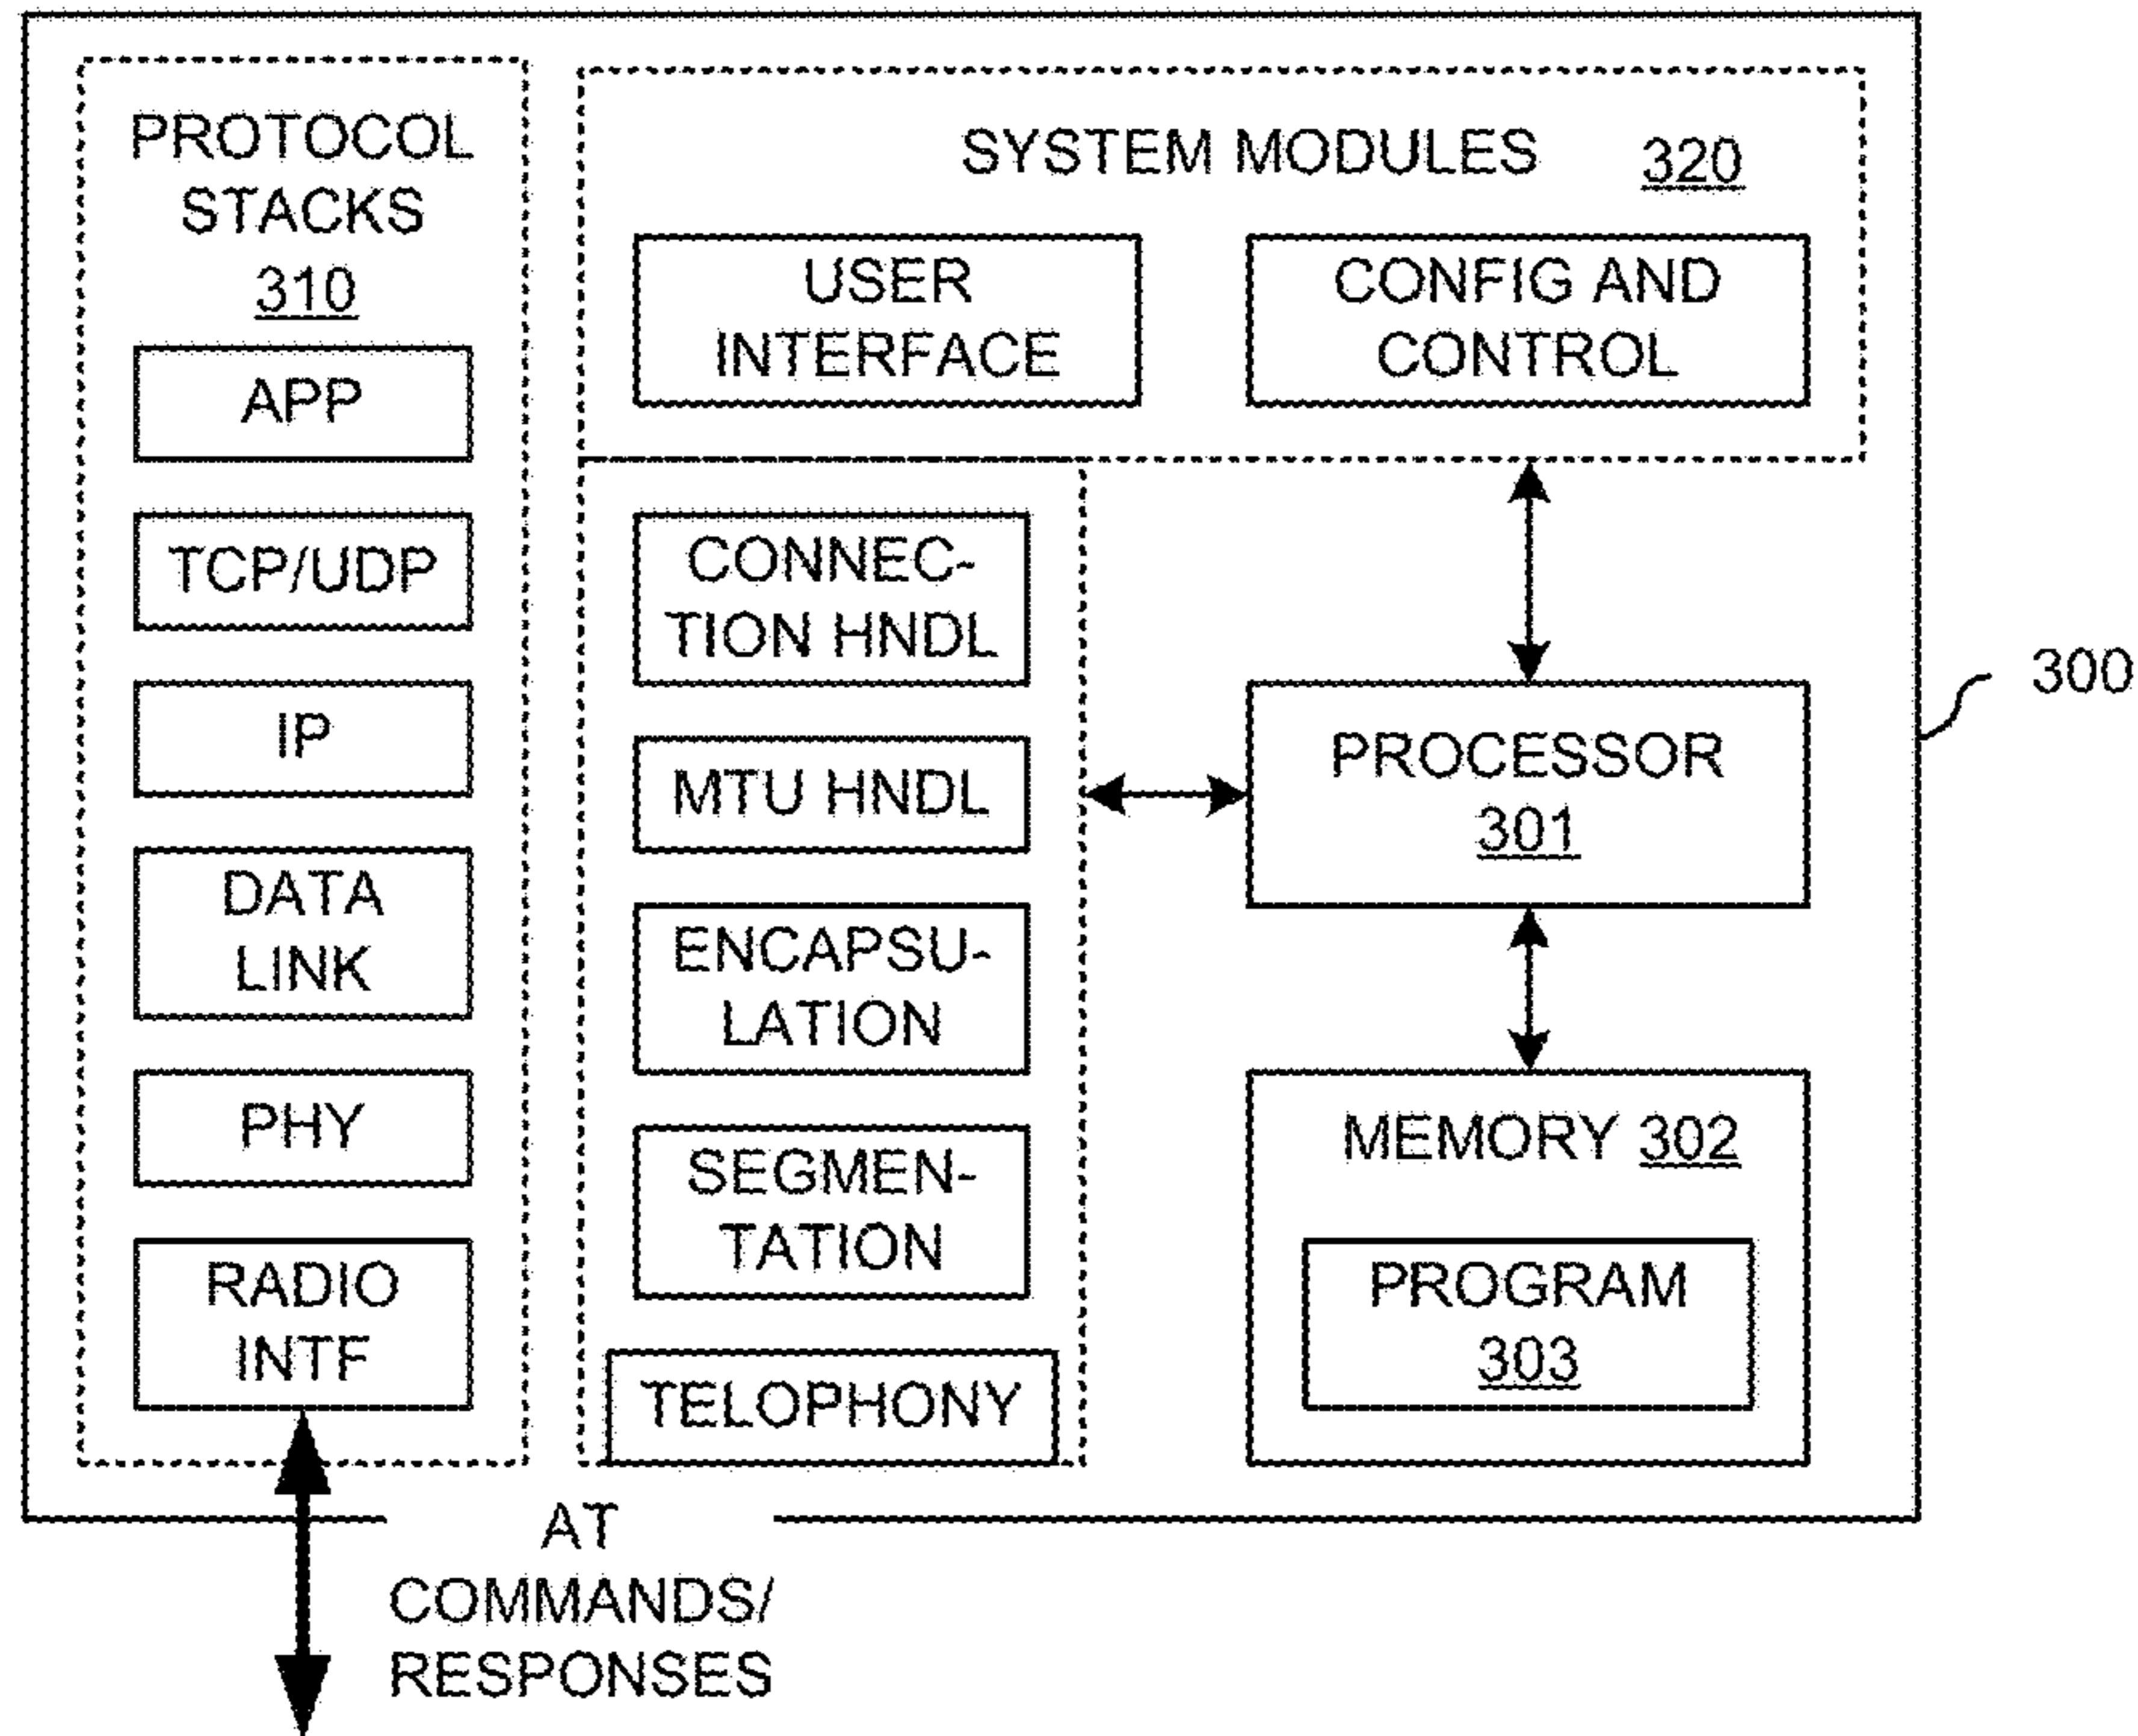 PROTOCOL
STACKS
310
APP
TCP/UDP
IP
DATA
LINK
PHY
RADIO
INTF
SYSTEM MODULES 320
USER
INTERFACE
CONFIG AND
CONTROL
CONNEC-
TION HNDL
MTU HNDL
ENCAPSU-
LATION
SEGMEN-
TATION
TELOPHONY
PROCESSOR
301
MEMORY 302
PROGRAM
303
300
AT
COMMANDS/
RESPONSES